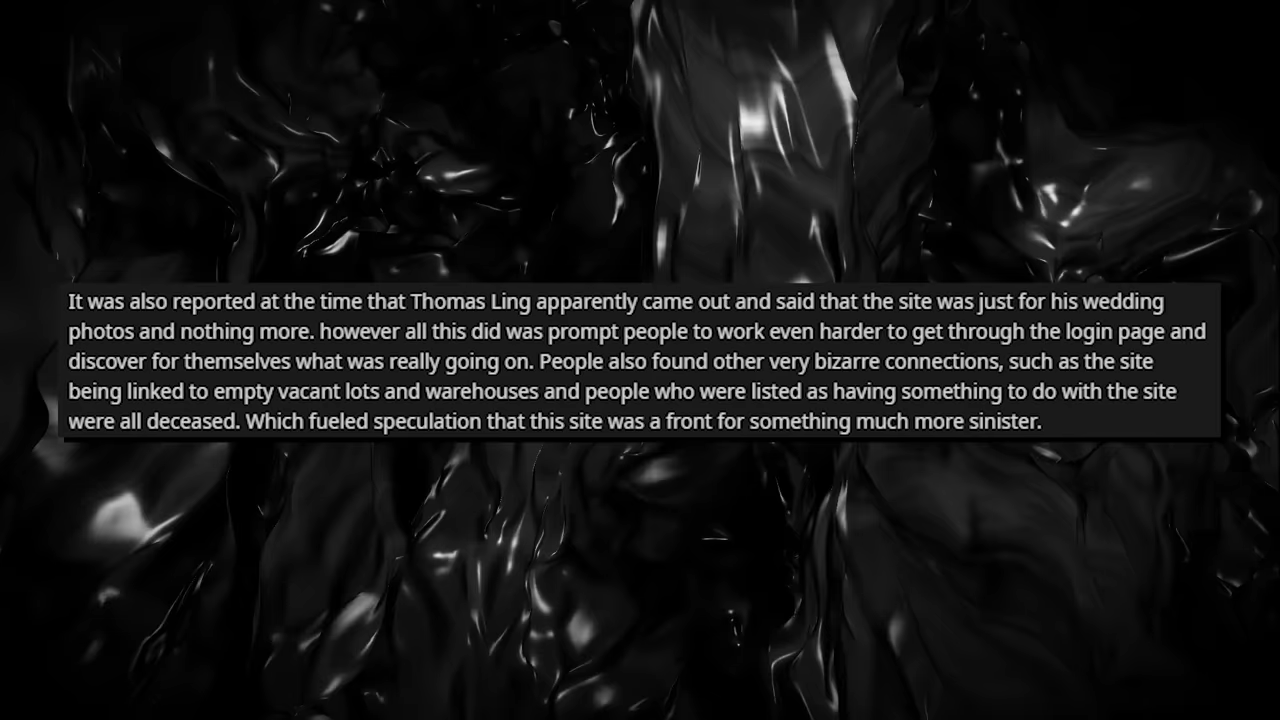 It was also reported at the time that Thomas Ling apparently came out and said that the site was just for his wedding
photos and nothing more. however all this did was prompt people to work even harder to get through the login page and
discover for themselves what was really going on. People also found other very bizarre connections, such as the site
being linked to empty vacant lots and warehouses and people who were listed as having something to do with the site
were all deceased. Which fueled speculation that this site was a front for something much more sinister.